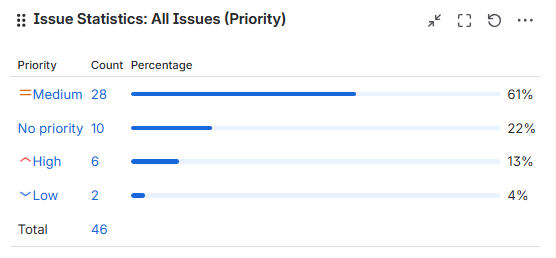 Issue Statistics: All Issues (Priority)
Priority Count Percentage
Medium 28 61%
No priority 10 22%
High 6 13%
Low 2 4%
Total 46